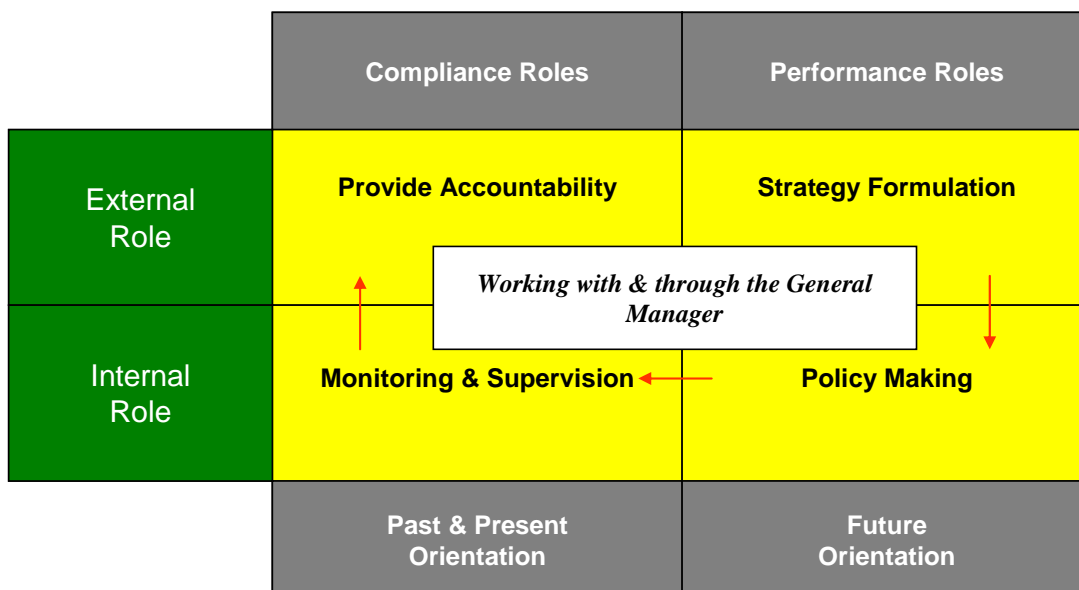 Compliance Roles
Performance Roles
External
Role
Provide Accountability
Strategy Formulation
Working with & through the General
Manager
Internal
Role
Monitoring & Supervision
Policy Making
Past & Present
Orientation
Future
Orientation